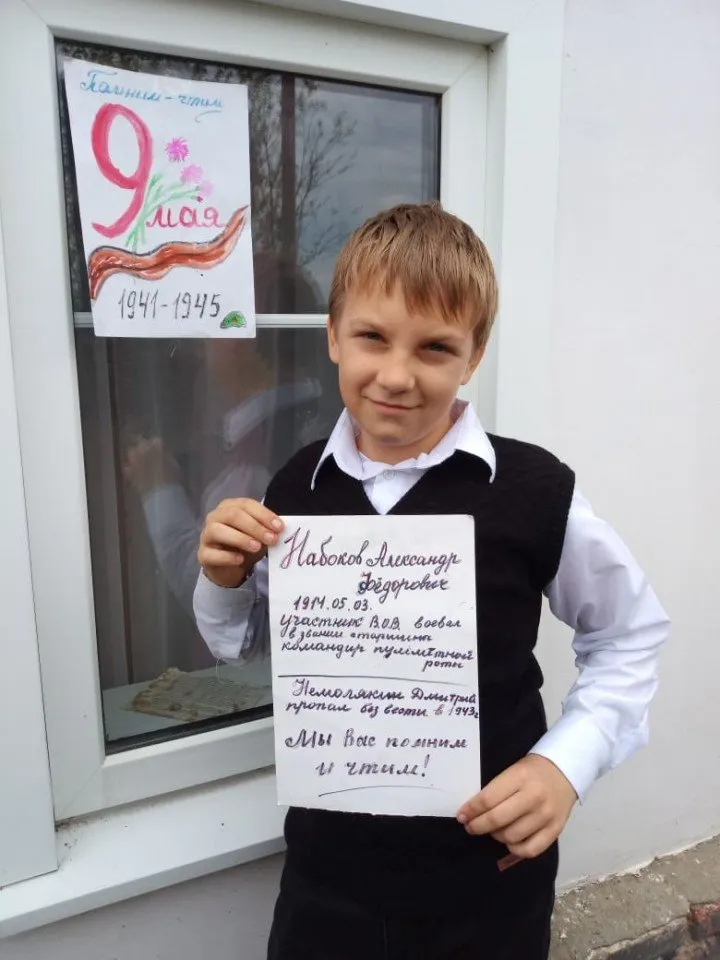 Помним - чтим
9
мая
1941-1945
Набоков Александр
Фёдорович
1914.05.03.
участник В.О.В. воевал
в звании старшины
командир пулемётной
роты
Немолякин Дмитрий
пропал без вести в 1943г
Мы Вас помним
и чтим!